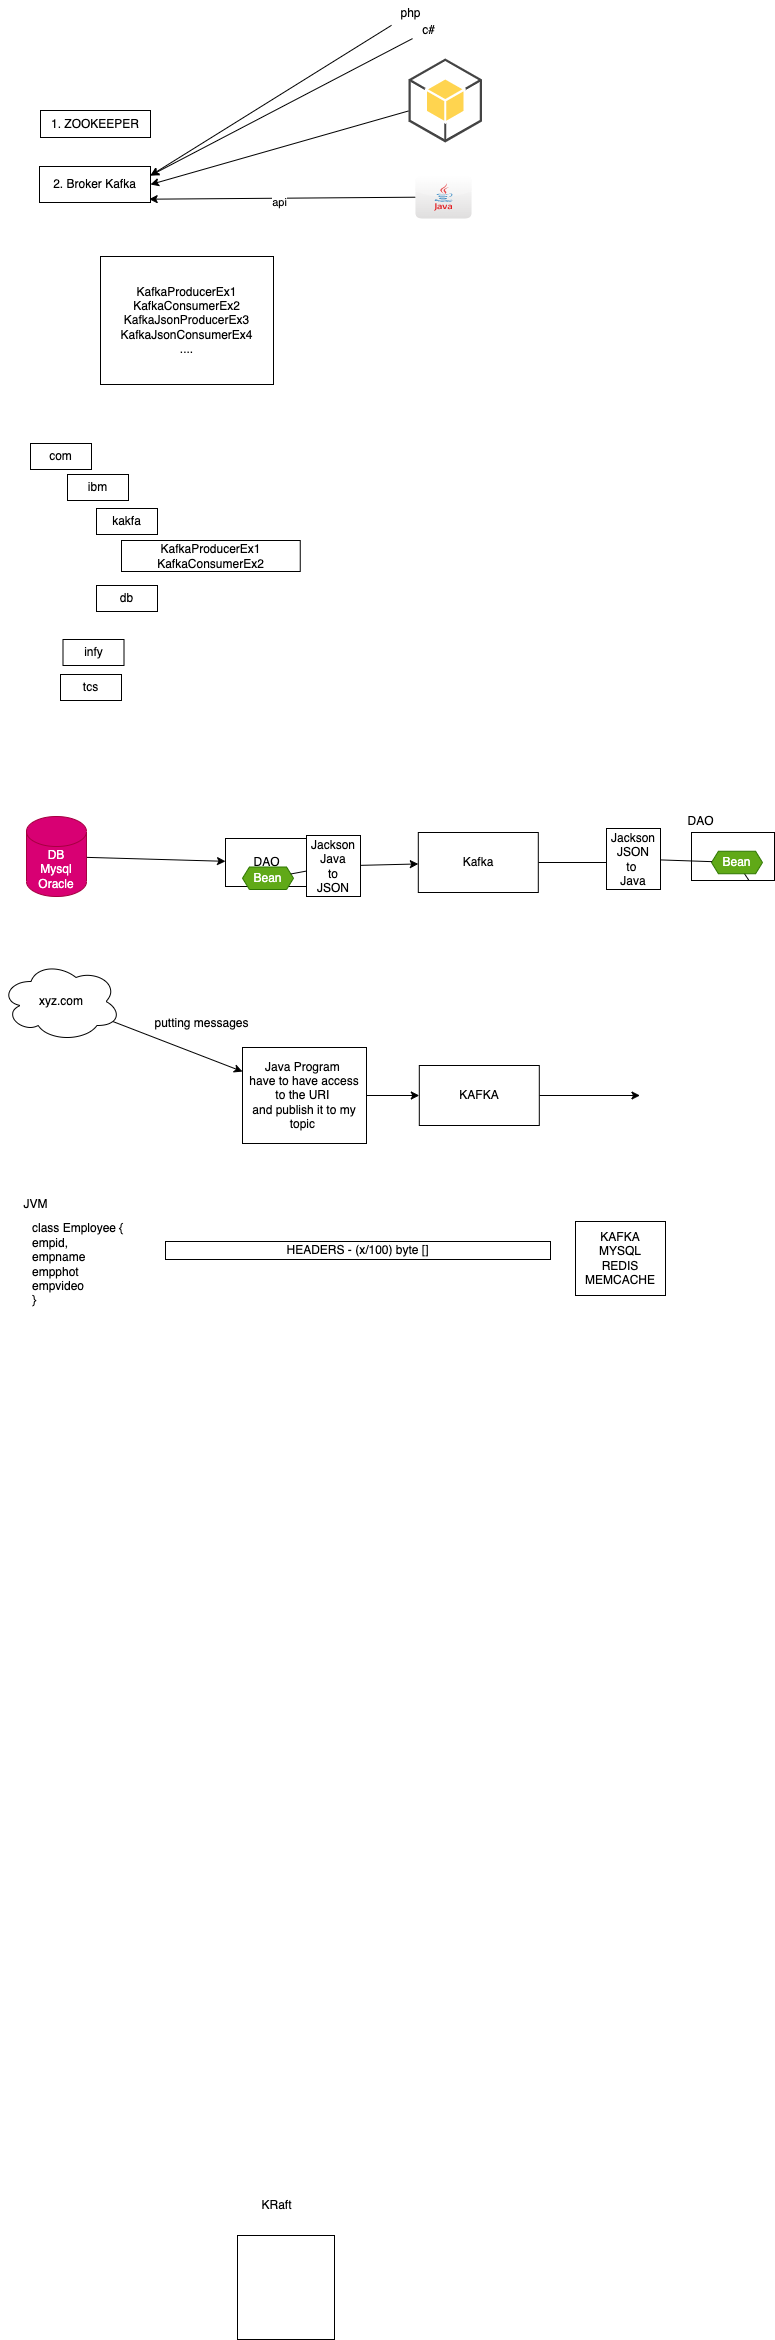 php
c#
1. ZOOKEEPER
2. Broker Kafka
api
Java
KafkaProducerEx1
KafkaConsumerEx2
KafkaJsonProducerEx3
KafkaJsonConsumerEx4
....
com
ibm
kakfa
KafkaProducerEx1
KafkaConsumerEx2
db
infy
tcs
DB
Mysql
Oracle
DAO
Bean
Jackson
Java
to
JSON
Kafka
Jackson
JSON
to
Java
DAO
Bean
xyz.com
putting messages
Java Program
have to have access
to the URI
and publish it to my
topic
KAFKA
JVM
class Employee {
empid,
empname
empphot
empvideo
}
HEADERS - (x/100) byte []
KAFKA
MYSQL
REDIS
MEMCACHE
KRaft